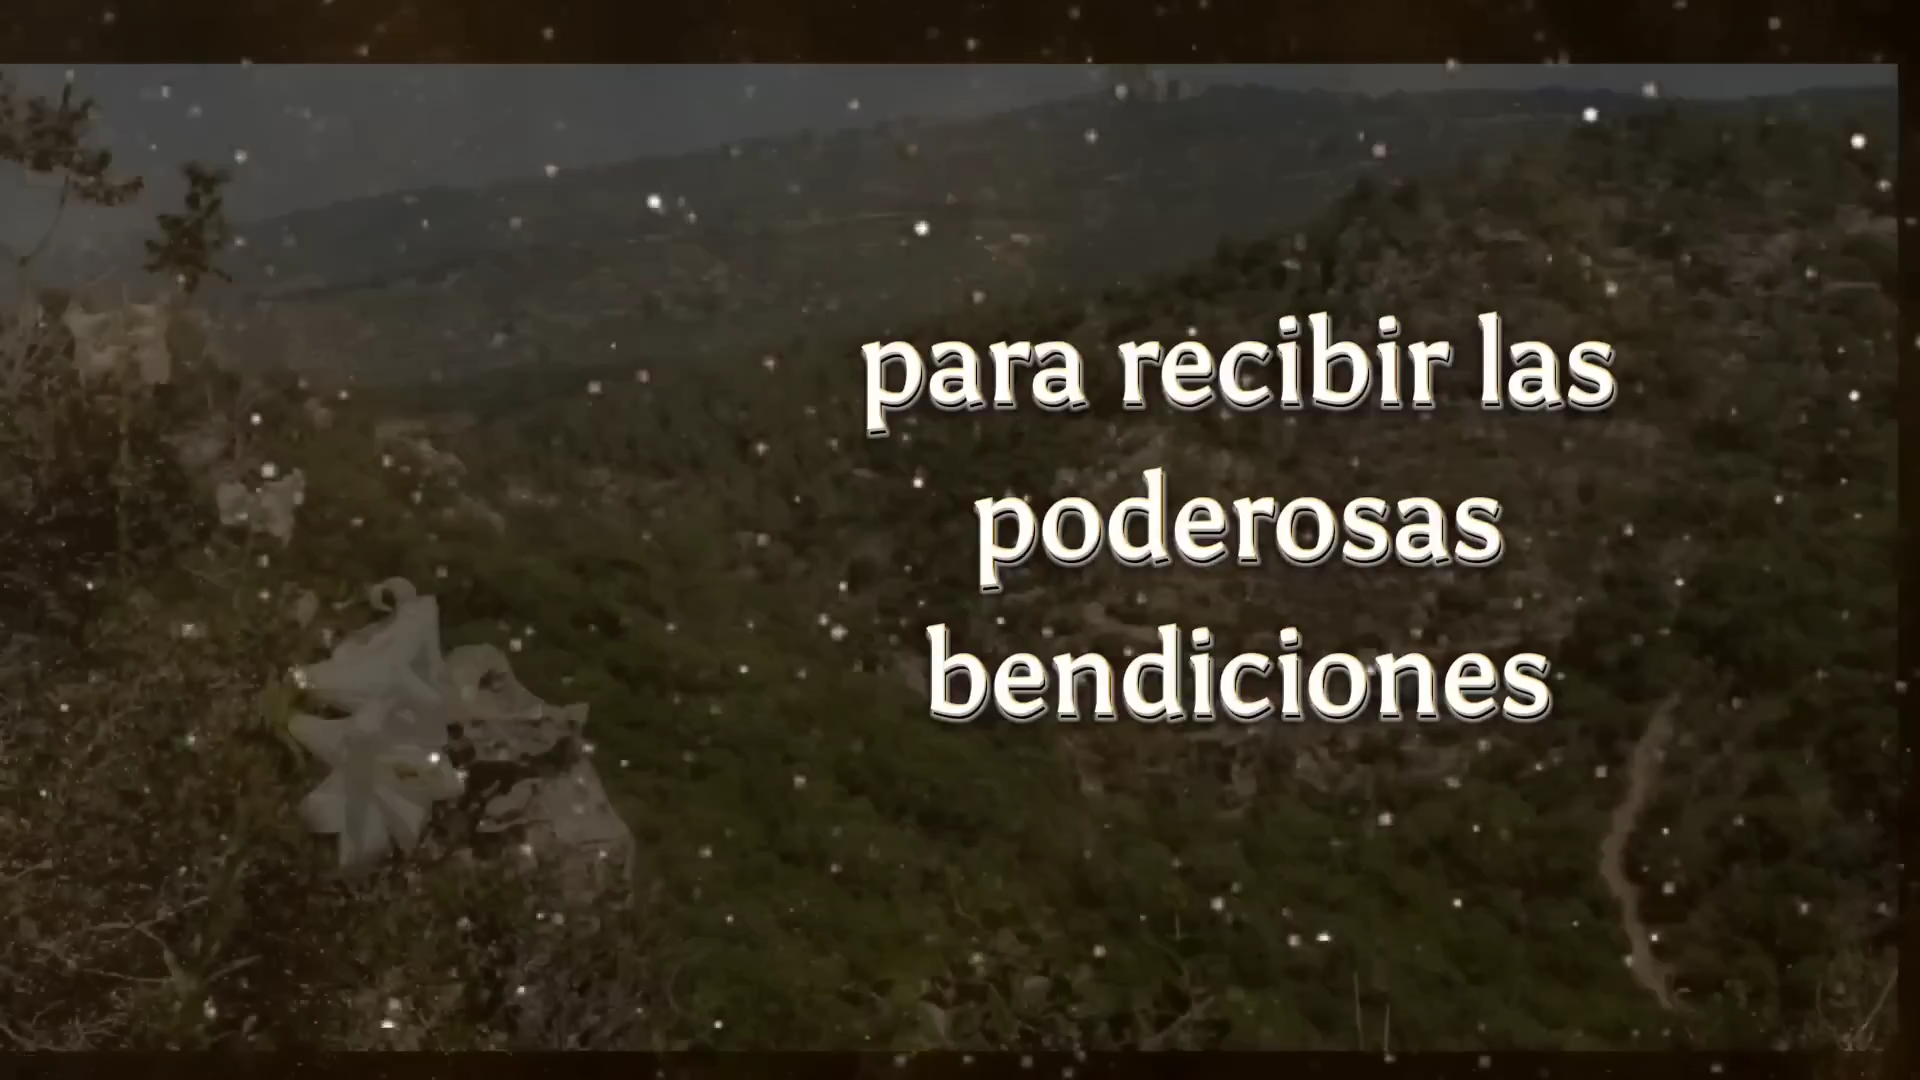 para recibir las
poderosas
bendiciones